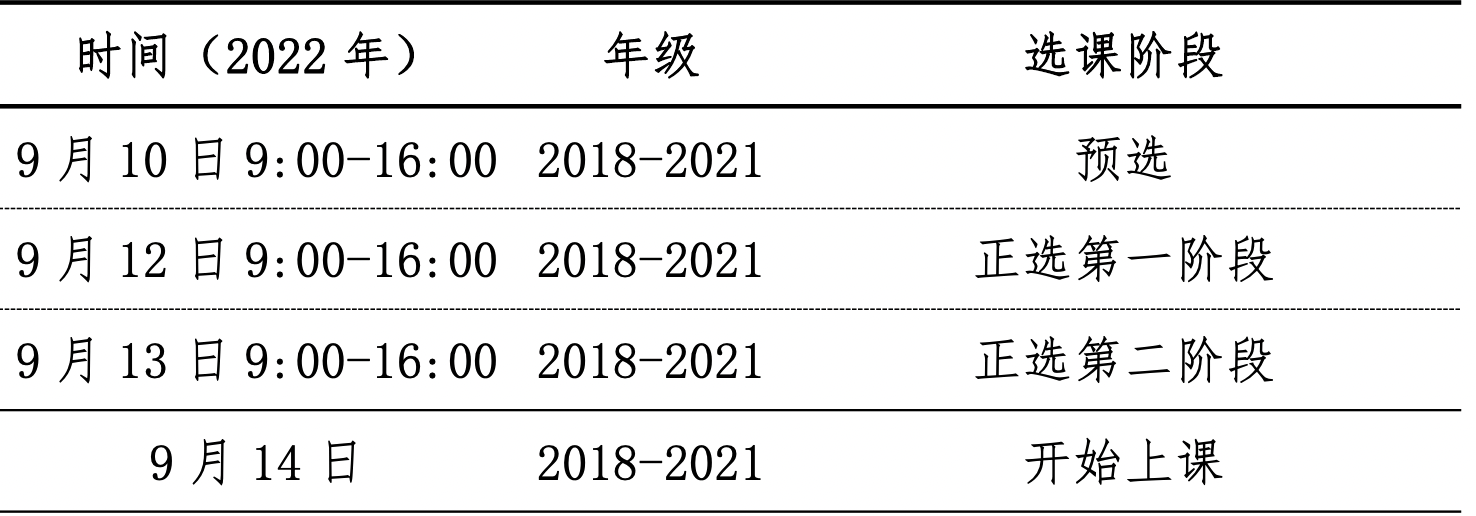 时间（2022 年） 年级 选课阶段
9 月 10 日 9:00-16:00 2018-2021 预选
9 月 12 日 9:00-16:00 2018-2021 正选第一阶段
9 月 13 日 9:00-16:00 2018-2021 正选第二阶段
9 月 14 日 2018-2021 开始上课